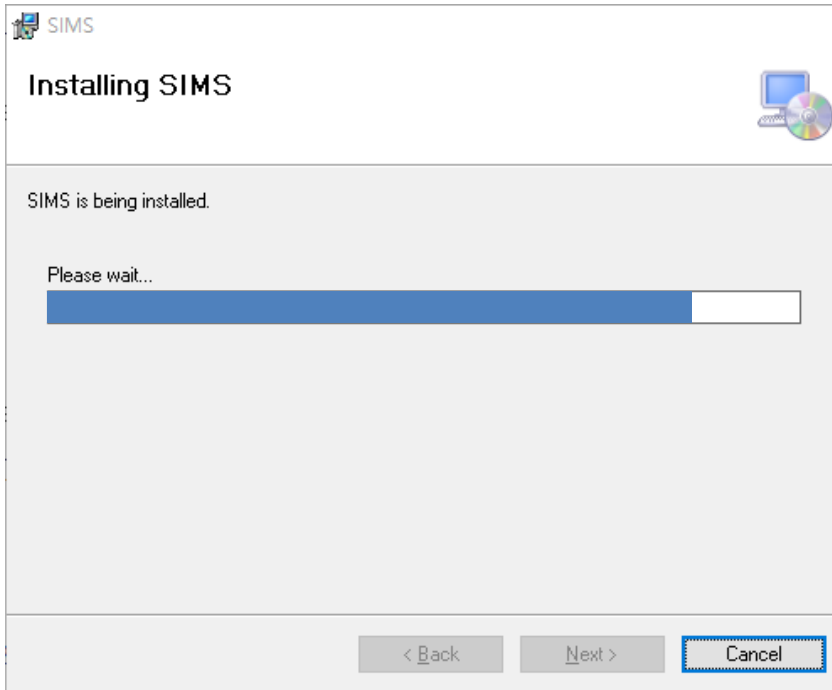 SIMS
Installing SIMS
SIMS is being installed.
Please wait...
< Back Next > Cancel